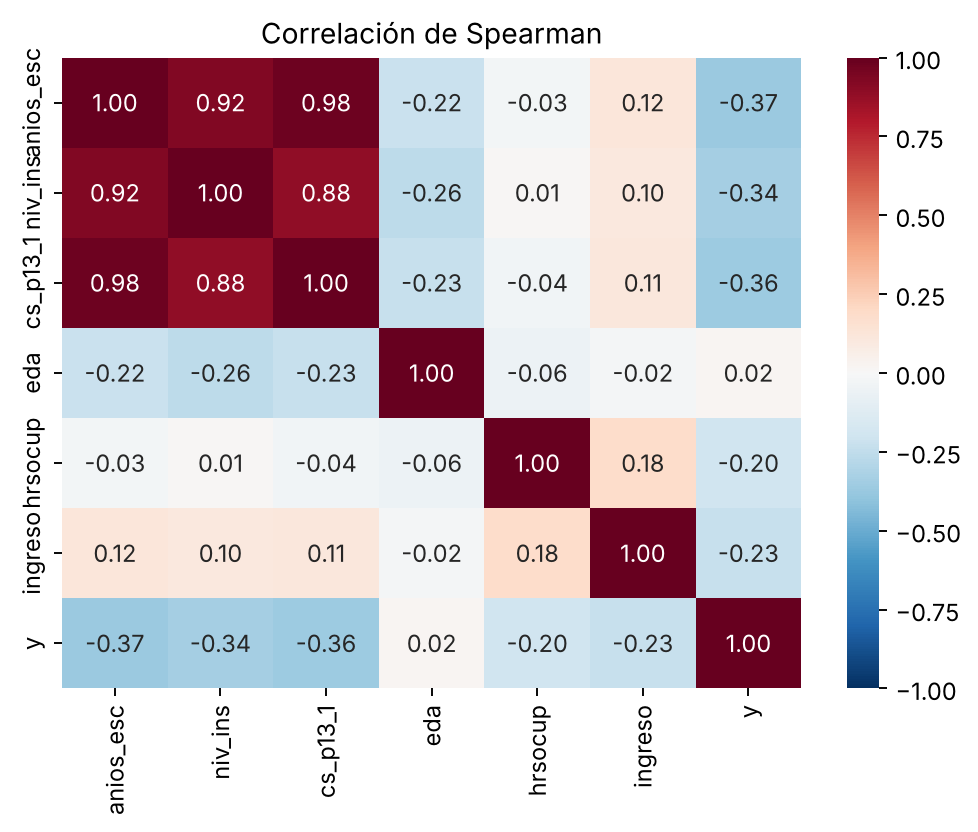 Correlación de Spearman
anios_esc 1.00 0.92 0.98 −0.22 −0.03 0.12 −0.37
niv_ins 0.92 1.00 0.88 −0.26 0.01 0.10 −0.34
cs_p13_1 0.98 0.88 1.00 −0.23 −0.04 0.11 −0.36
eda −0.22 −0.26 −0.23 1.00 −0.06 −0.02 0.02
hrsocup −0.03 0.01 −0.04 −0.06 1.00 0.18 −0.20
ingreso 0.12 0.10 0.11 −0.02 0.18 1.00 −0.23
y −0.37 −0.34 −0.36 0.02 −0.20 −0.23 1.00
anios_esc niv_ins cs_p13_1 eda hrsocup ingreso y
1.00
0.75
0.50
0.25
0.00
−0.25
−0.50
−0.75
−1.00